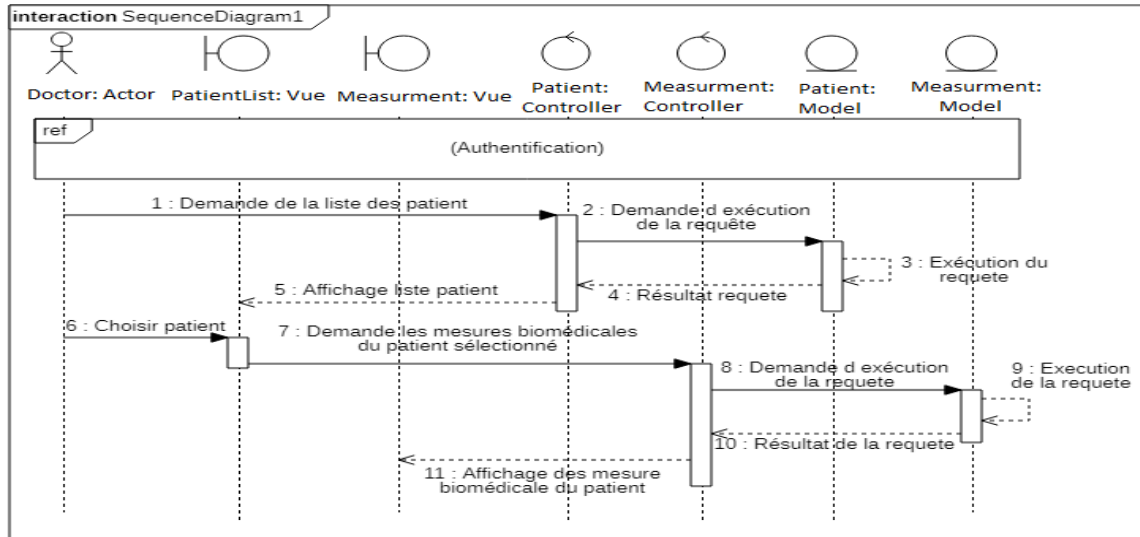 interaction SequenceDiagram1
Doctor: Actor
PatientList: Vue
Measurment: Vue
Patient:
Controller
Measurment:
Controller
Patient:
Model
Measurment:
Model
ref
(Authentification)
1 : Demande de la liste des patient
2 : Demande d exécution
de la requête
3 : Exécution du
requete
4 : Résultat requete
5 : Affichage liste patient
6 : Choisir patient
7 : Demande les mesures biomédicales
du patient sélectionné
8 : Demande d exécution
de la requete
9 : Execution
de la requete
10 : Résultat de la requete
11 : Affichage des mesure
biomédicale du patient